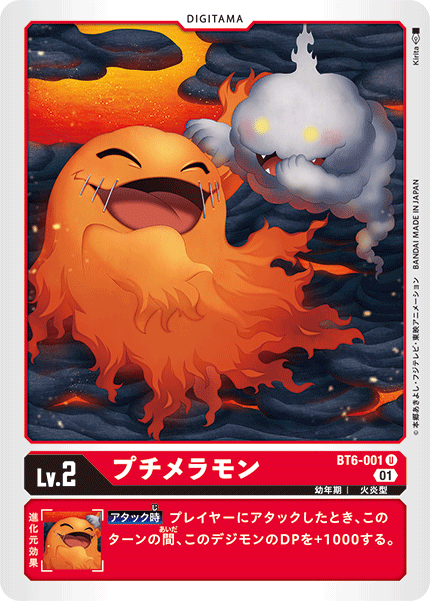 DIGITAMA
Kirita
©本郷あきよし・フジテレビ・東映アニメーション BANDAI MADE IN JAPAN
BT6-001 U
Lv.2 プチメラモン
01
幼年期 | 火炎型
進化元効果
アタック時 プレイヤーにアタックしたとき、この
ターンの間、このデジモンのDPを+1000する。